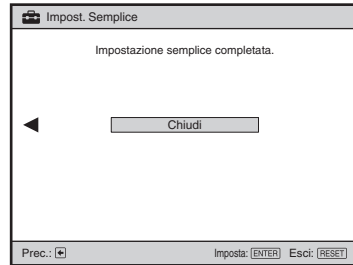 Impost. Semplice
Impostazione semplice completata.
Chiudi
Prec.: Imposta: ENTER Esci: RESET